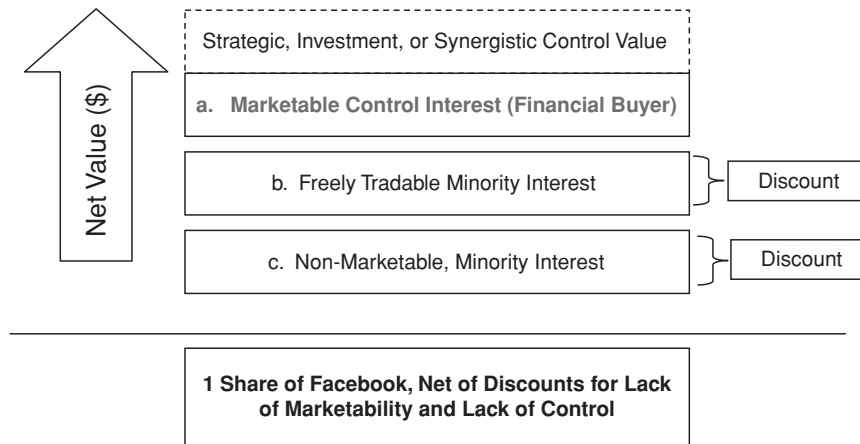 Strategic, Investment, or Synergistic Control Value
a. Marketable Control Interest (Financial Buyer)
Net Value ($)
b. Freely Tradable Minority Interest
Discount
c. Non-Marketable, Minority Interest
Discount
1 Share of Facebook, Net of Discounts for Lack
of Marketability and Lack of Control